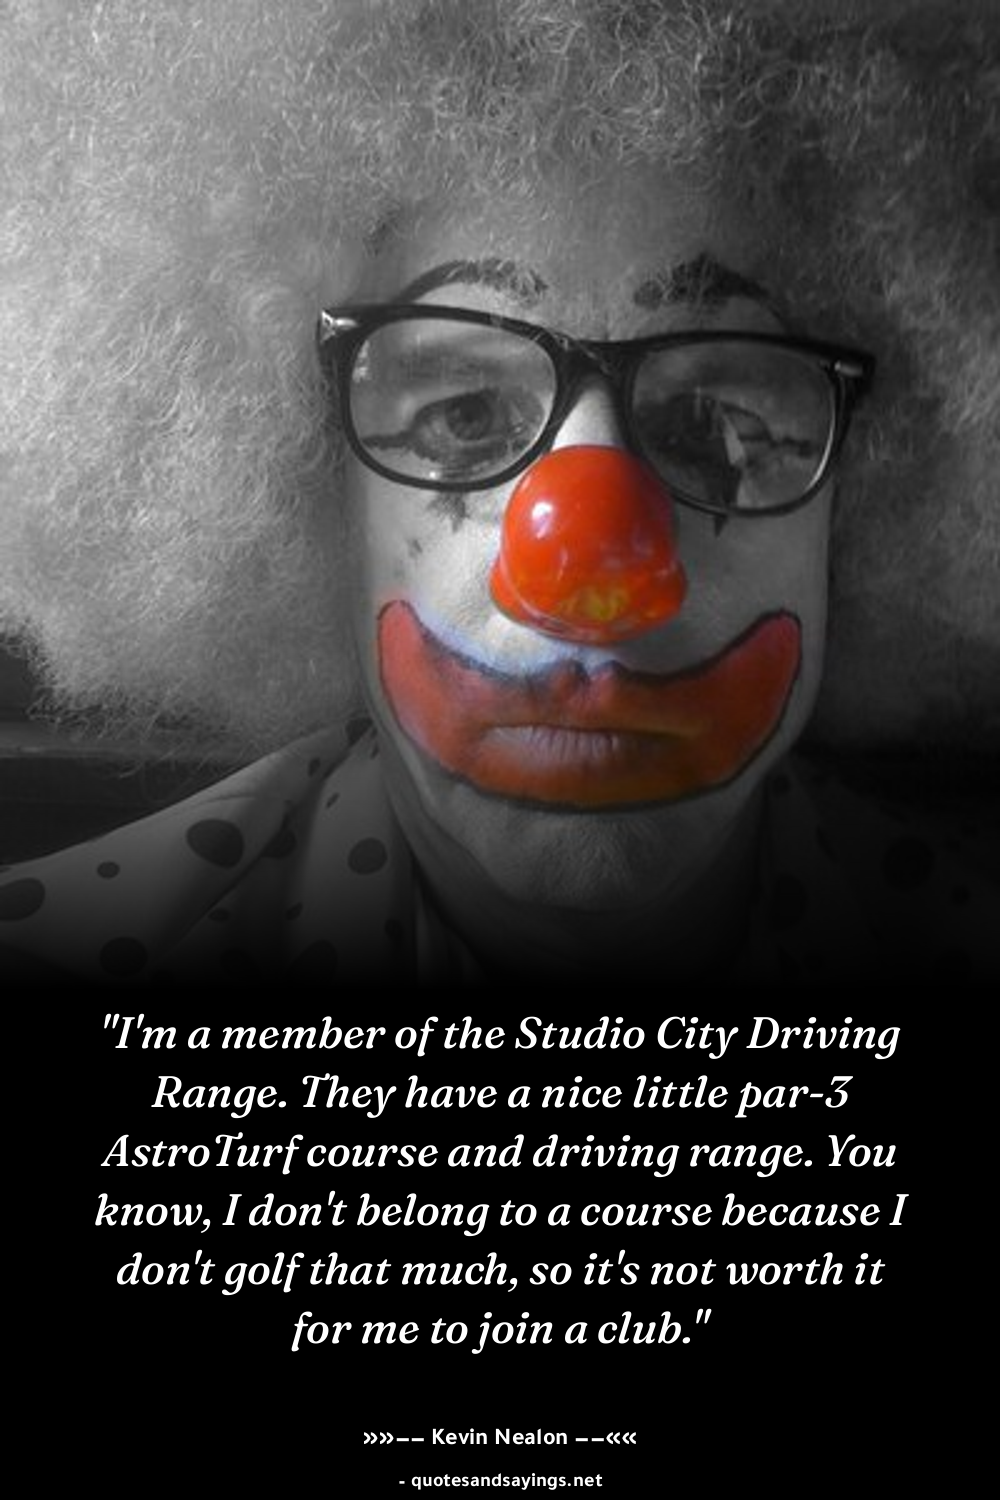 "I'm a member of the Studio City Driving
Range. They have a nice little par-3
AstroTurf course and driving range. You
know, I don't belong to a course because I
don't golf that much, so it's not worth it
for me to join a club."
»»−− Kevin Nealon −−««
- quotesandsayings.net